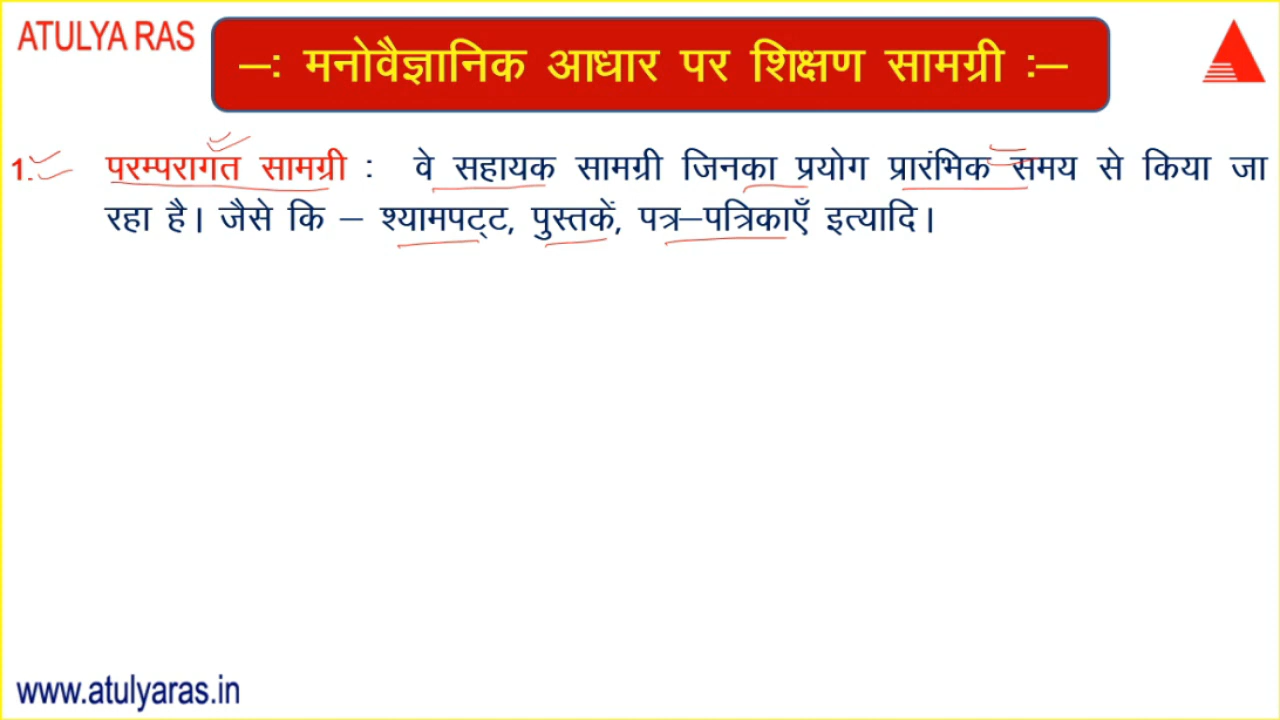 ATULYA RAS
–: मनोवैज्ञानिक आधार पर शिक्षण सामग्री :–
1. परम्परागत सामग्री : वे सहायक सामग्री जिनका प्रयोग प्रारंभिक समय से किया जा
रहा है। जैसे कि – श्यामपट्ट, पुस्तकें, पत्र–पत्रिकाएँ इत्यादि।
www.atulyaras.in